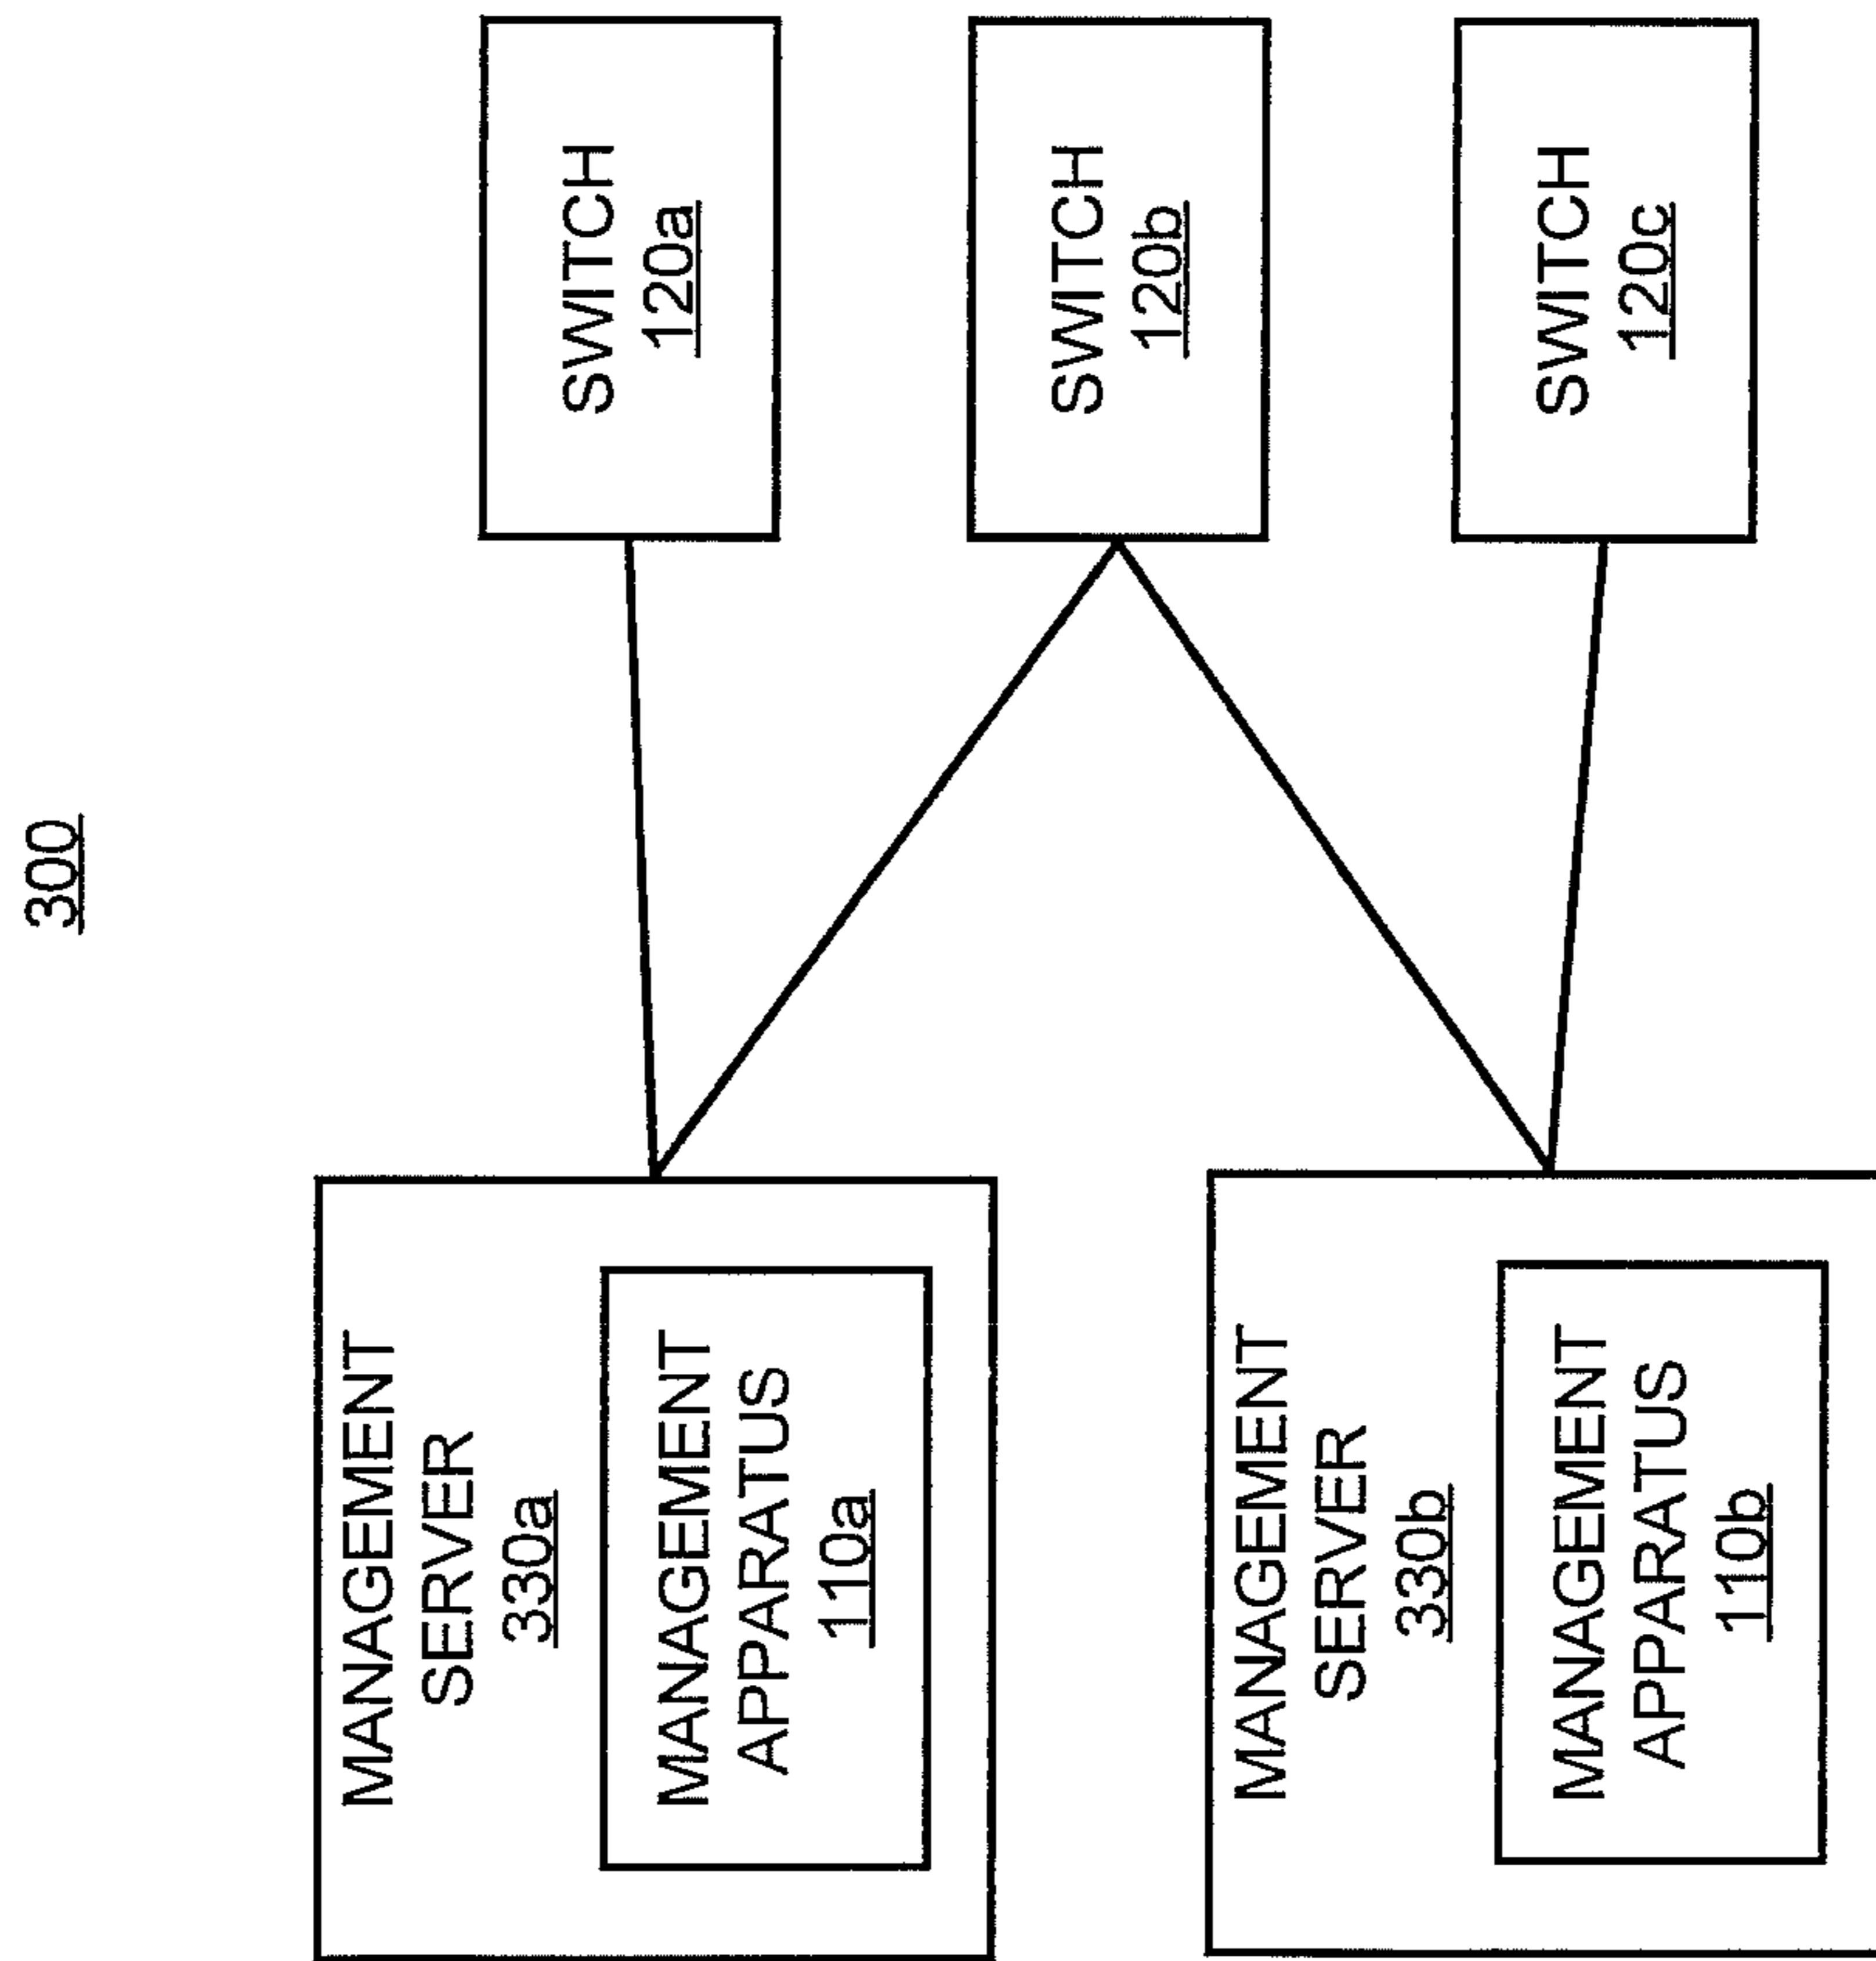 300
SWITCH
120a
SWITCH
120b
SWITCH
120c
MANAGEMENT
SERVER
330a
MANAGEMENT
APPARATUS
110a
MANAGEMENT
SERVER
330b
MANAGEMENT
APPARATUS
110b